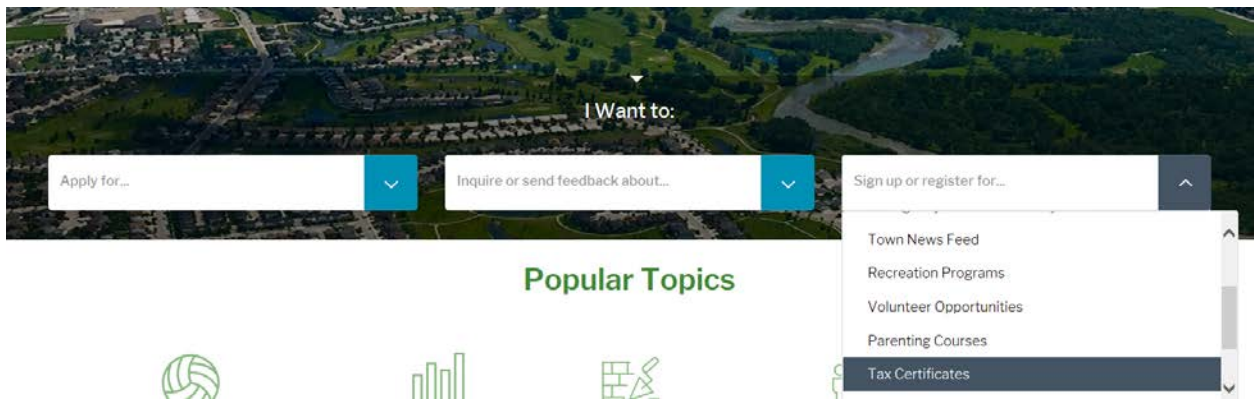 I Want to:
Apply for...
Inquire or send feedback about...
Sign up or register for...
Town News Feed
Recreation Programs
Volunteer Opportunities
Parenting Courses
Tax Certificates
Popular Topics